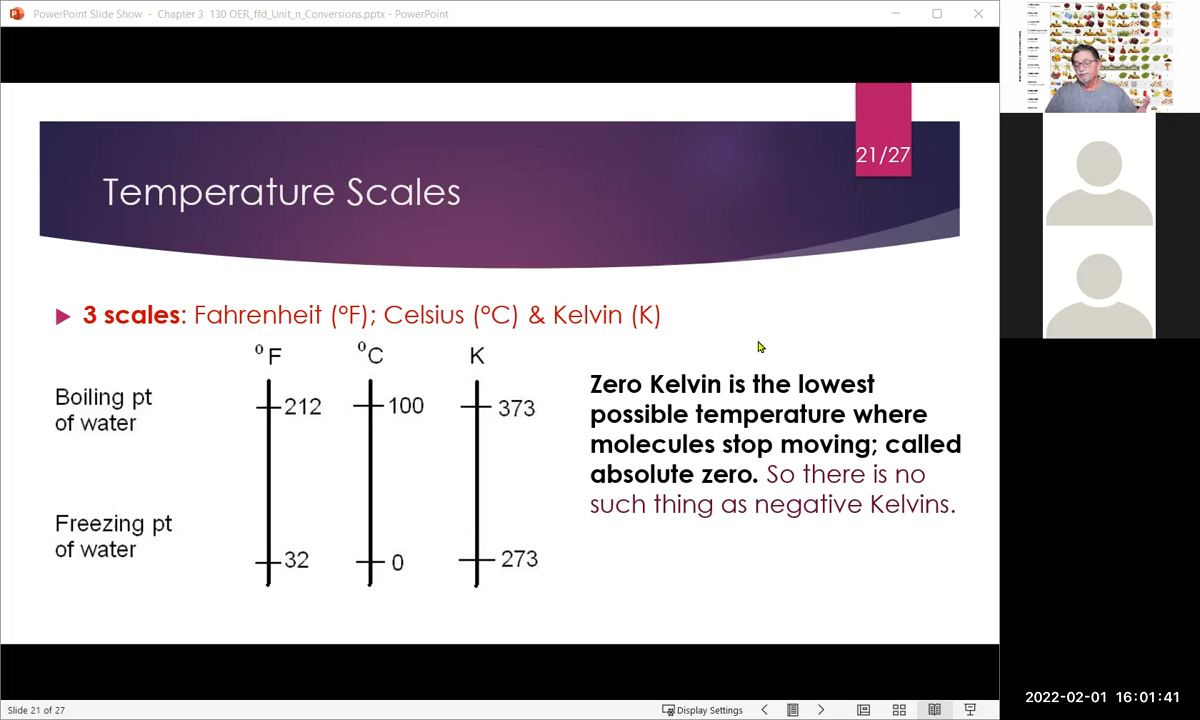 PowerPoint Slide Show - Chapter 3 130 OER_ffd_Unit_n_Conversions.pptx - PowerPoint
21/27
Temperature Scales
3 scales: Fahrenheit (°F); Celsius (°C) & Kelvin (K)
°F °C K
Boiling pt
of water
212 100 373
Freezing pt
of water
32 0 273
Zero Kelvin is the lowest
possible temperature where
molecules stop moving; called
absolute zero. So there is no
such thing as negative Kelvins.
Slide 21 of 27
Display Settings
2022-02-01 16:01:41